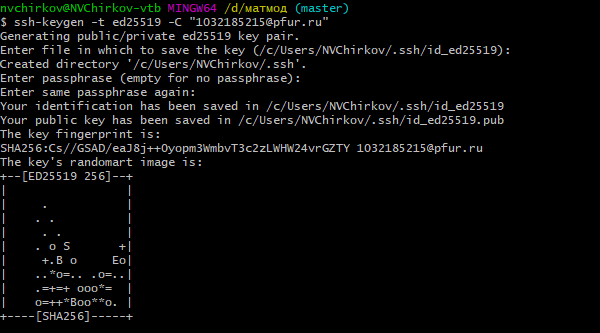 nvchirkov@NVChirkov-vtb MINGW64 /d/матмод (master)
$ ssh-keygen -t ed25519 -C "1032185215@pfur.ru"
Generating public/private ed25519 key pair.
Enter file in which to save the key (/c/Users/NVChirkov/.ssh/id_ed25519):
Created directory '/c/Users/NVChirkov/.ssh'.
Enter passphrase (empty for no passphrase):
Enter same passphrase again:
Your identification has been saved in /c/Users/NVChirkov/.ssh/id_ed25519
Your public key has been saved in /c/Users/NVChirkov/.ssh/id_ed25519.pub
The key fingerprint is:
SHA256:Cs//GSAD/eaJ8j++Oyopm3WmbvT3c2zLWHW24vrGZTY 1032185215@pfur.ru
The key's randomart image is:
+--[ED25519 256]--+
|                 |
|     .           |
|    . .          |
|     . .         |
|    . o S       +|
|     +.B o     Eo|
|    ..*o=.. .o=..|
|    .=+=+ ooo*=  |
|    o=++*Boo**o. |
+----[SHA256]-----+